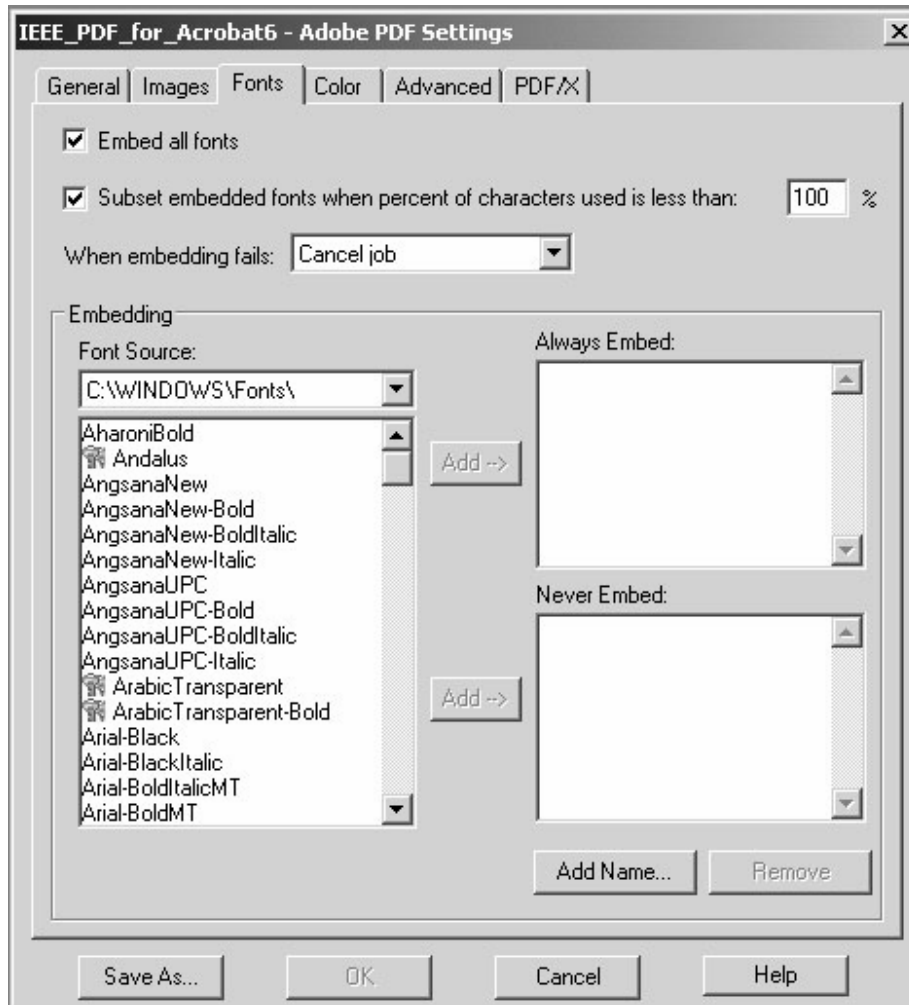 IEEE_PDF_for_Acrobat6 - Adobe PDF Settings
General Images Fonts Color Advanced PDF/X
Embed all fonts
Subset embedded fonts when percent of characters used is less than: 100 %
When embedding fails: Cancel job
Embedding
Font Source:
C:\WINDOWS\Fonts\
AharoniBold
Andalus
AngsanaNew
AngsanaNew-Bold
AngsanaNew-BoldItalic
AngsanaNew-Italic
AngsanaUPC
AngsanaUPC-Bold
AngsanaUPC-BoldItalic
AngsanaUPC-Italic
ArabicTransparent
ArabicTransparent-Bold
Arial-Black
Arial-BlackItalic
Arial-BoldItalicMT
Arial-BoldMT
Add -->
Add -->
Always Embed:
Never Embed:
Add Name... Remove
Save As... OK Cancel Help